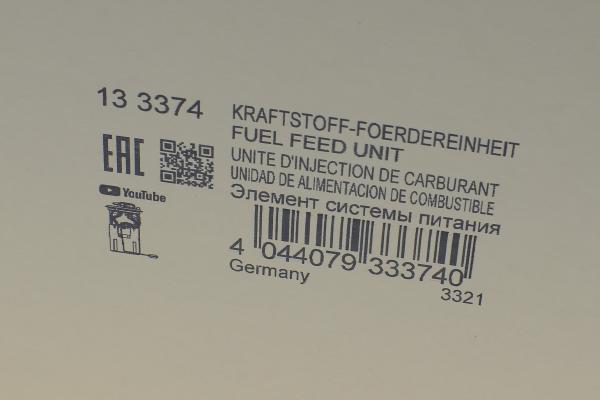 13 3374
KRAFTSTOFF-FOERDEREINHEIT
FUEL FEED UNIT
UNITE D'INJECTION DE CARBURANT
UNIDAD DE ALIMENTACION DE COMBUSTIBLE
Элемент системы питания
EAC
YouTube
4 044079 333740
Germany
3321